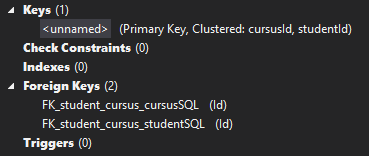 Keys (1)
<unnamed> (Primary Key, Clustered: cursusId, studentId)
Check Constraints (0)
Indexes (0)
Foreign Keys (2)
FK_student_cursus_cursusSQL (Id)
FK_student_cursus_studentSQL (Id)
Triggers (0)